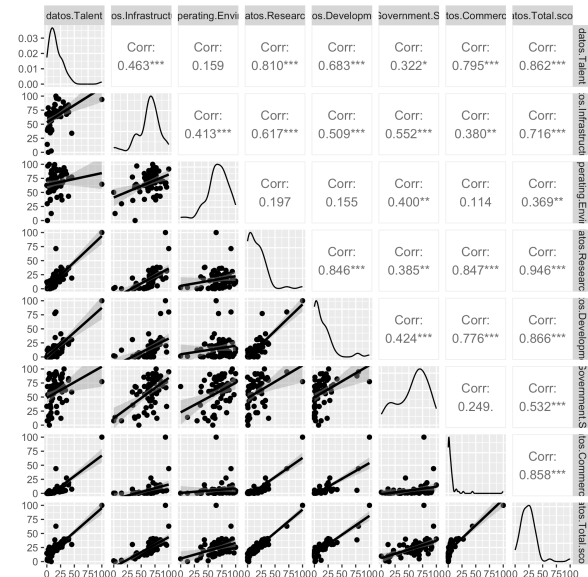 datos.Talent os.Infrastructi perating.Envi atos.Researc os.Developm Government.S tos.Commerc atos.Total.sco
0.03
0.02
0.01
0.00
Corr: Corr: Corr: Corr: Corr: Corr: Corr:
0.463*** 0.159 0.810*** 0.683*** 0.322* 0.795*** 0.862***
datos.Talent
100
75
50
25
0
Corr: Corr: Corr: Corr: Corr: Corr:
0.413*** 0.617*** 0.509*** 0.552*** 0.380** 0.716***
os.Infrastructi
100
75
50
25
0
Corr: Corr: Corr: Corr: Corr:
0.197 0.155 0.400** 0.114 0.369**
perating.Envi
100
75
50
25
0
Corr: Corr: Corr: Corr:
0.846*** 0.385** 0.847*** 0.946***
atos.Researc
100
75
50
25
0
Corr: Corr: Corr:
0.424*** 0.776*** 0.866***
os.Developm
100
75
50
25
0
Corr: Corr:
0.249. 0.532***
Government.S
100
75
50
25
0
Corr:
0.858***
tos.Commerc
100
75
50
25
0
atos.Total.sco
0 25 50 751000 25 50 751000 25 50 751000 25 50 751000 25 50 751000 25 50 751000 25 50 751000 25 50 75100